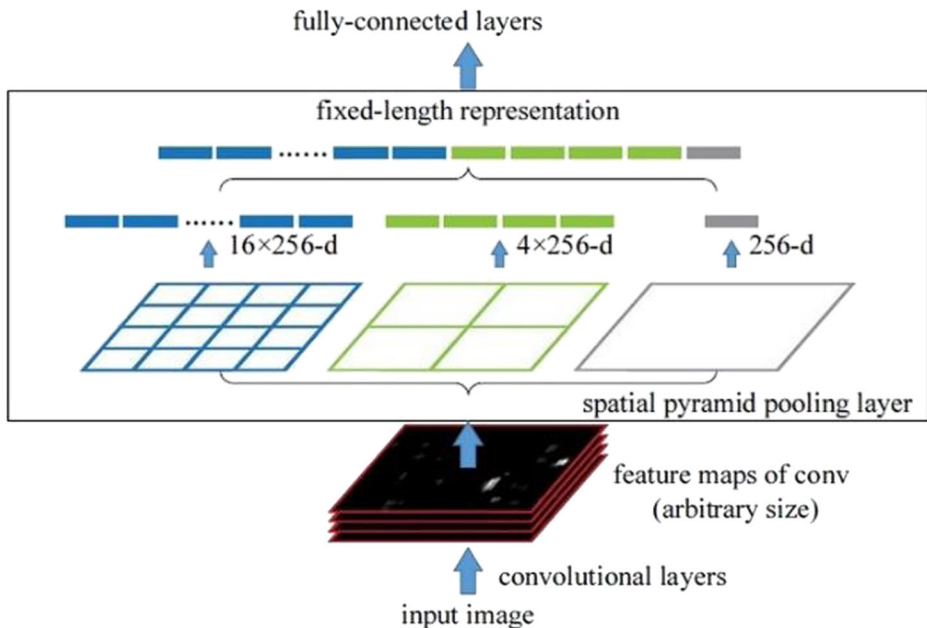 fully-connected layers
fixed-length representation
......
......
16×256-d
4×256-d
256-d
spatial pyramid pooling layer
feature maps of conv
(arbitrary size)
convolutional layers
input image